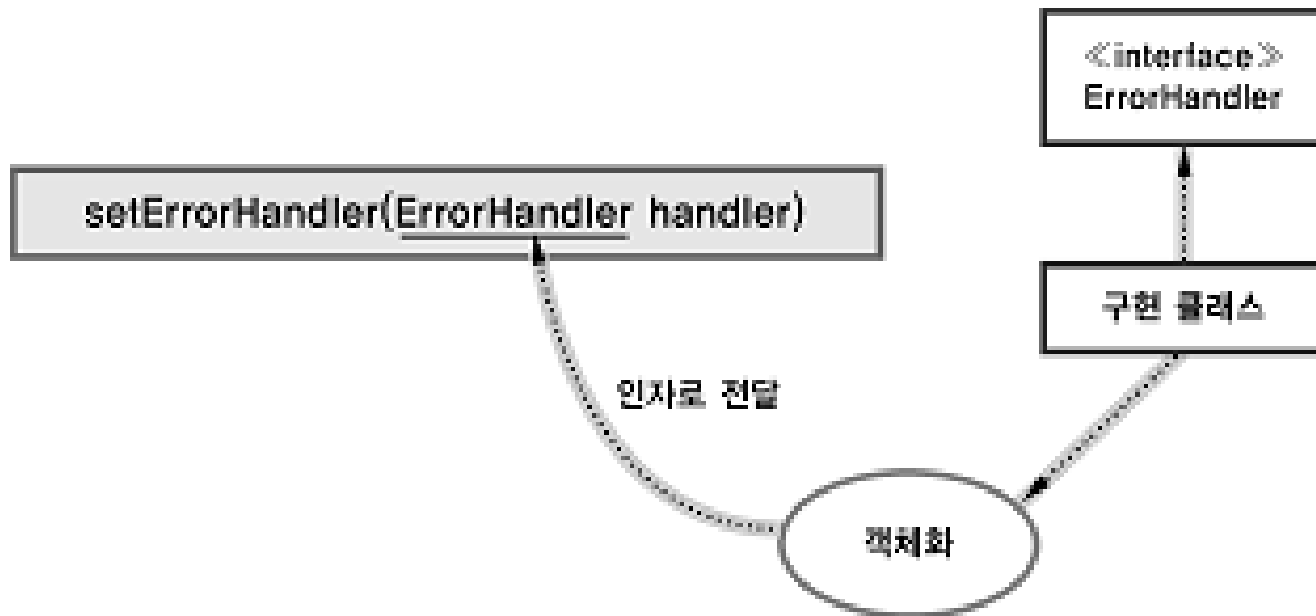 ≪interface≫
ErrorHandler
setErrorHandler(ErrorHandler handler)
구현 클래스
인자로 전달
객체화